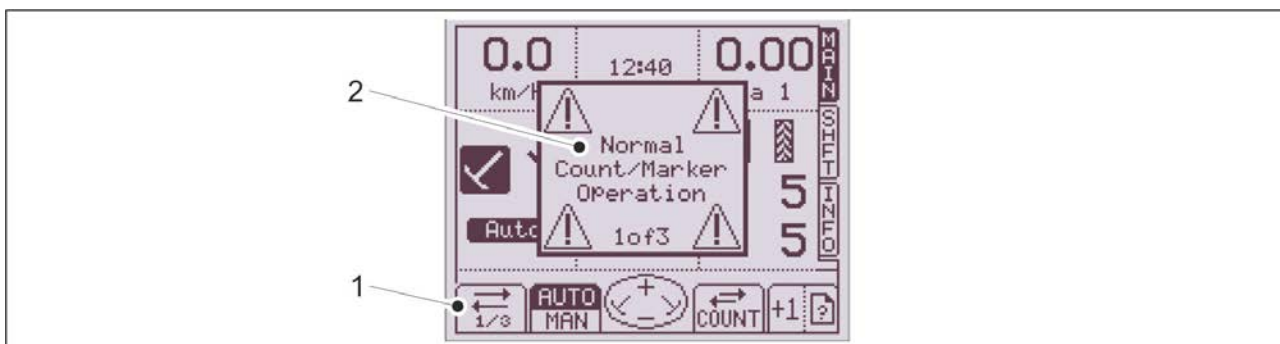 0.0
12:40
0.00
km/h
a 1
MAIN
SHFT
INFO
2
Normal
Count/Marker
Operation
1of3
Auto
5
5
1
1/3
AUTO
MAN
+
-
COUNT
+1
?